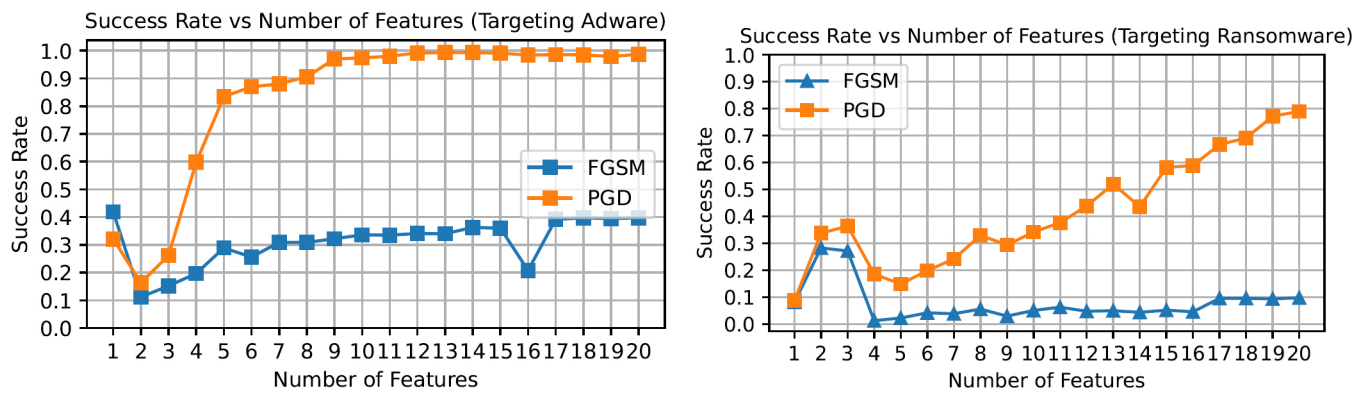 Success Rate vs Number of Features (Targeting Adware)
1.0
0.9
0.8
0.7
0.6
0.5
0.4
0.3
0.2
0.1
0.0
Success Rate
FGSM
PGD
1 2 3 4 5 6 7 8 9 10 11 12 13 14 15 16 17 18 19 20
Number of Features
Success Rate vs Number of Features (Targeting Ransomware)
1.0
0.9
0.8
0.7
0.6
0.5
0.4
0.3
0.2
0.1
0.0
Success Rate
FGSM
PGD
1 2 3 4 5 6 7 8 9 10 11 12 13 14 15 16 17 18 19 20
Number of Features